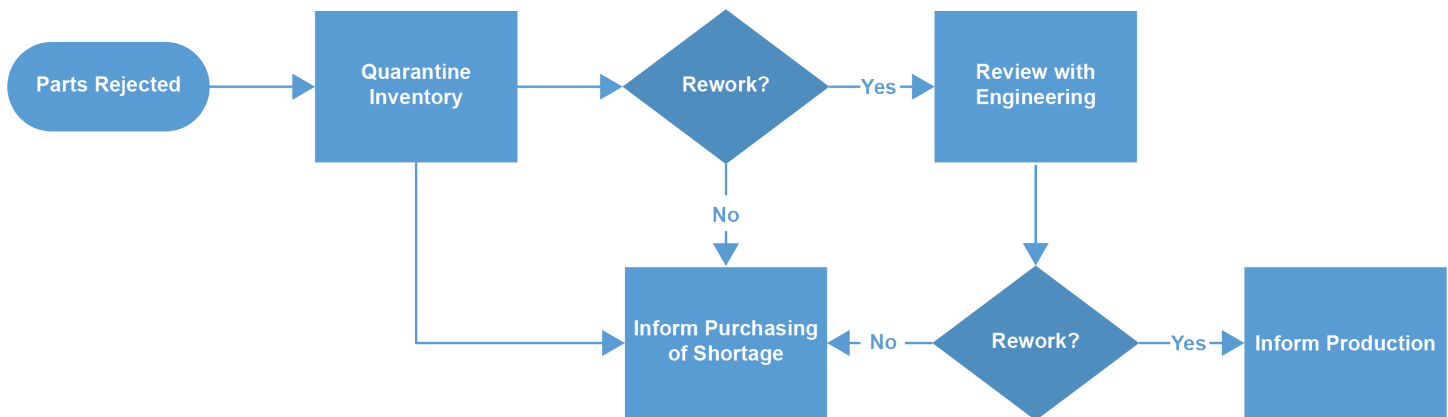 Parts Rejected
Quarantine
Inventory
Rework?
Yes
Review with
Engineering
No
Inform Purchasing
of Shortage
No
Rework?
Yes
Inform Production